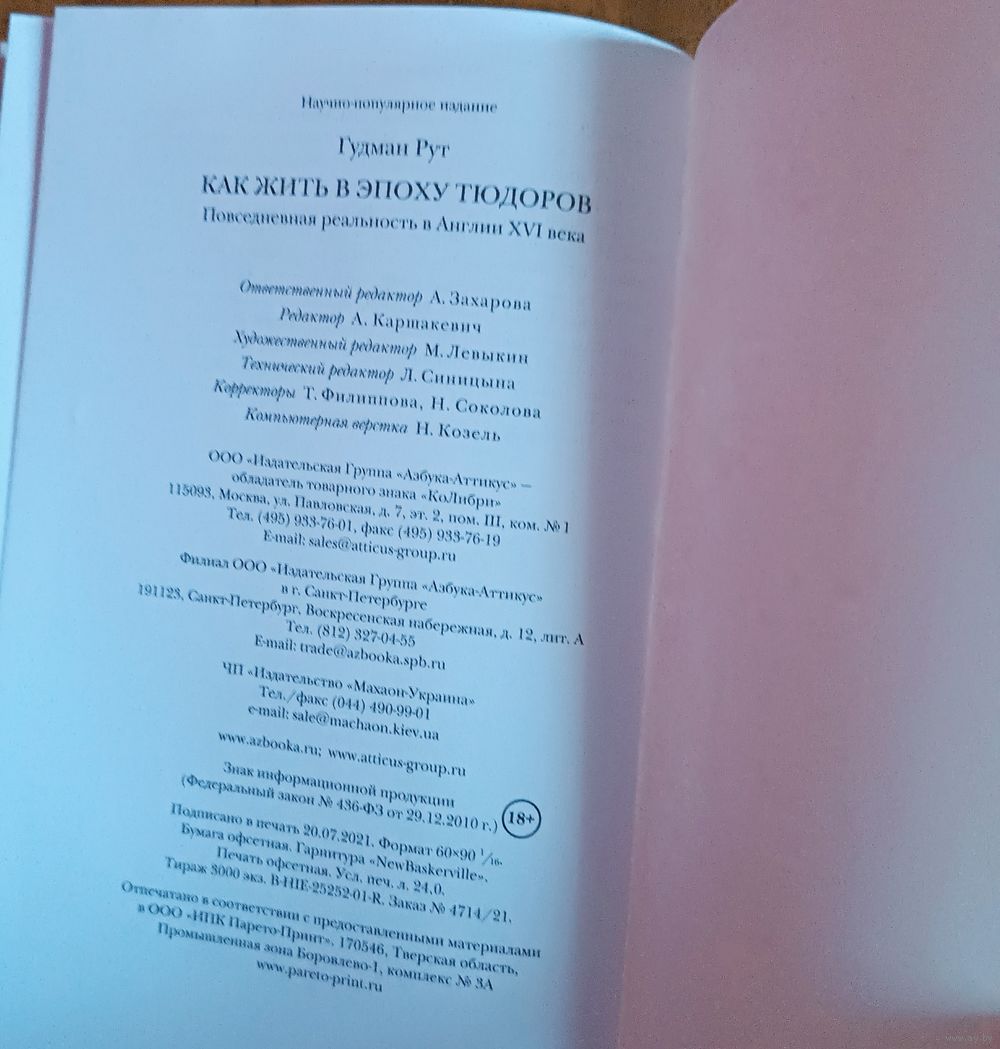 Научно-популярное издание
Гудман Рут
КАК ЖИТЬ В ЭПОХУ ТЮДОРОВ
Повседневная реальность в Англии XVI века
Ответственный редактор А. Захарова
Редактор А. Каршакевич
Художественный редактор М. Левыкин
Технический редактор Л. Синицына
Корректоры Т. Филиппова, Н. Соколова
Компьютерная верстка Н. Козель
ООО «Издательская Группа «Азбука-Аттикус» —
обладатель товарного знака «КоЛибри»
115093, Москва, ул. Павловская, д. 7, эт. 2, пом. III, ком. № 1
Тел. (495) 933-76-01, факс (495) 933-76-19
E-mail: sales@atticus-group.ru
Филиал ООО «Издательская Группа «Азбука-Аттикус»
в г. Санкт-Петербурге
191123, Санкт-Петербург, Воскресенская набережная, д. 12, лит. А
Тел. (812) 327-04-55
E-mail: trade@azbooka.spb.ru
ЧП «Издательство «Махаон-Украина»
Тел./факс (044) 490-99-01
e-mail: sale@machaon.kiev.ua
www.azbooka.ru; www.atticus-group.ru
Знак информационной продукции
(Федеральный закон № 436-ФЗ от 29.12.2010 г.) 18+
Подписано в печать 20.07.2021. Формат 60×90 1/16.
Бумага офсетная. Гарнитура «NewBaskerville».
Печать офсетная. Усл. печ. л. 24,0.
Тираж 3000 экз. B-HIE-25252-01-R. Заказ № 4714/21.
Отпечатано в соответствии с предоставленными материалами
в ООО «ИПК Парето-Принт», 170546, Тверская область,
Промышленная зона Боровлево-1, комплекс № 3А
www.pareto-print.ru
www.ay.by